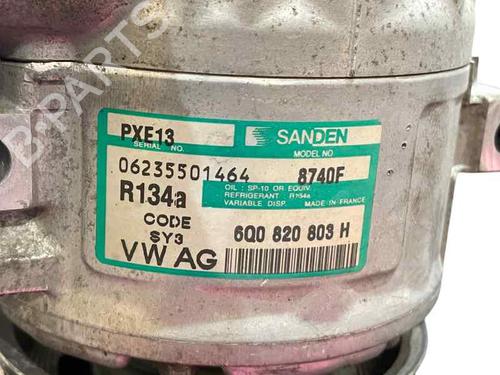 B-PARTS
PXE13 SANDEN
SERIAL NO. MODEL NO
06235501464 8740F
R134a OIL : SP-10 OR EQUIV.
REFRIGERANT R134a
CODE VARIABLE DISP. MADE IN FRANCE
SY3
VW AG 6Q0 820 803 H